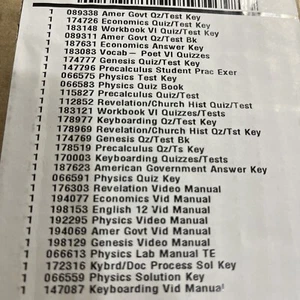 1 089338 Amer Govt Qz/Test Key
1 174726 Economics Quiz/Test Key
1 183148 Workbook VI Quiz/Test Key
1 089311 Amer Govt Qz/Test Bk
1 187631 Economics Answer Key
1 183083 Vocab- Poet VI Quizzes
1 174777 Genesis Quiz/Test Key
1 147796 Precalculus Student Prac Exer
1 066575 Physics Test Key
1 066583 Physics Quiz Book
1 115827 Precalculus Quiz/Test
1 112852 Revelation/Church Hist Quiz/Test
1 183121 Workbook VI Quizzes/Tests
1 178977 Keyboarding Qz/Test Key
1 178969 Revelation/Church Hist Qz/Tst Key
1 174769 Genesis Qz/Test Bk
1 178519 Precalculus Qz/Ts Key
1 170003 Keyboarding Quizzes/Tests
1 187623 American Government Answer Key
1 066591 Physics Quiz Key
1 176303 Revelation Video Manual
1 194077 Economics Vid Manual
1 198153 English 12 Vid Manual
1 192295 Physics Video Manual
1 194069 Amer Govt Vid Manual
1 198129 Genesis Video Manual
1 066613 Physics Lab Manual TE
1 172316 Kybrd/Doc Process Sol Key
1 066559 Physics Solution Key
1 147087 Keyboarding Vid Manual